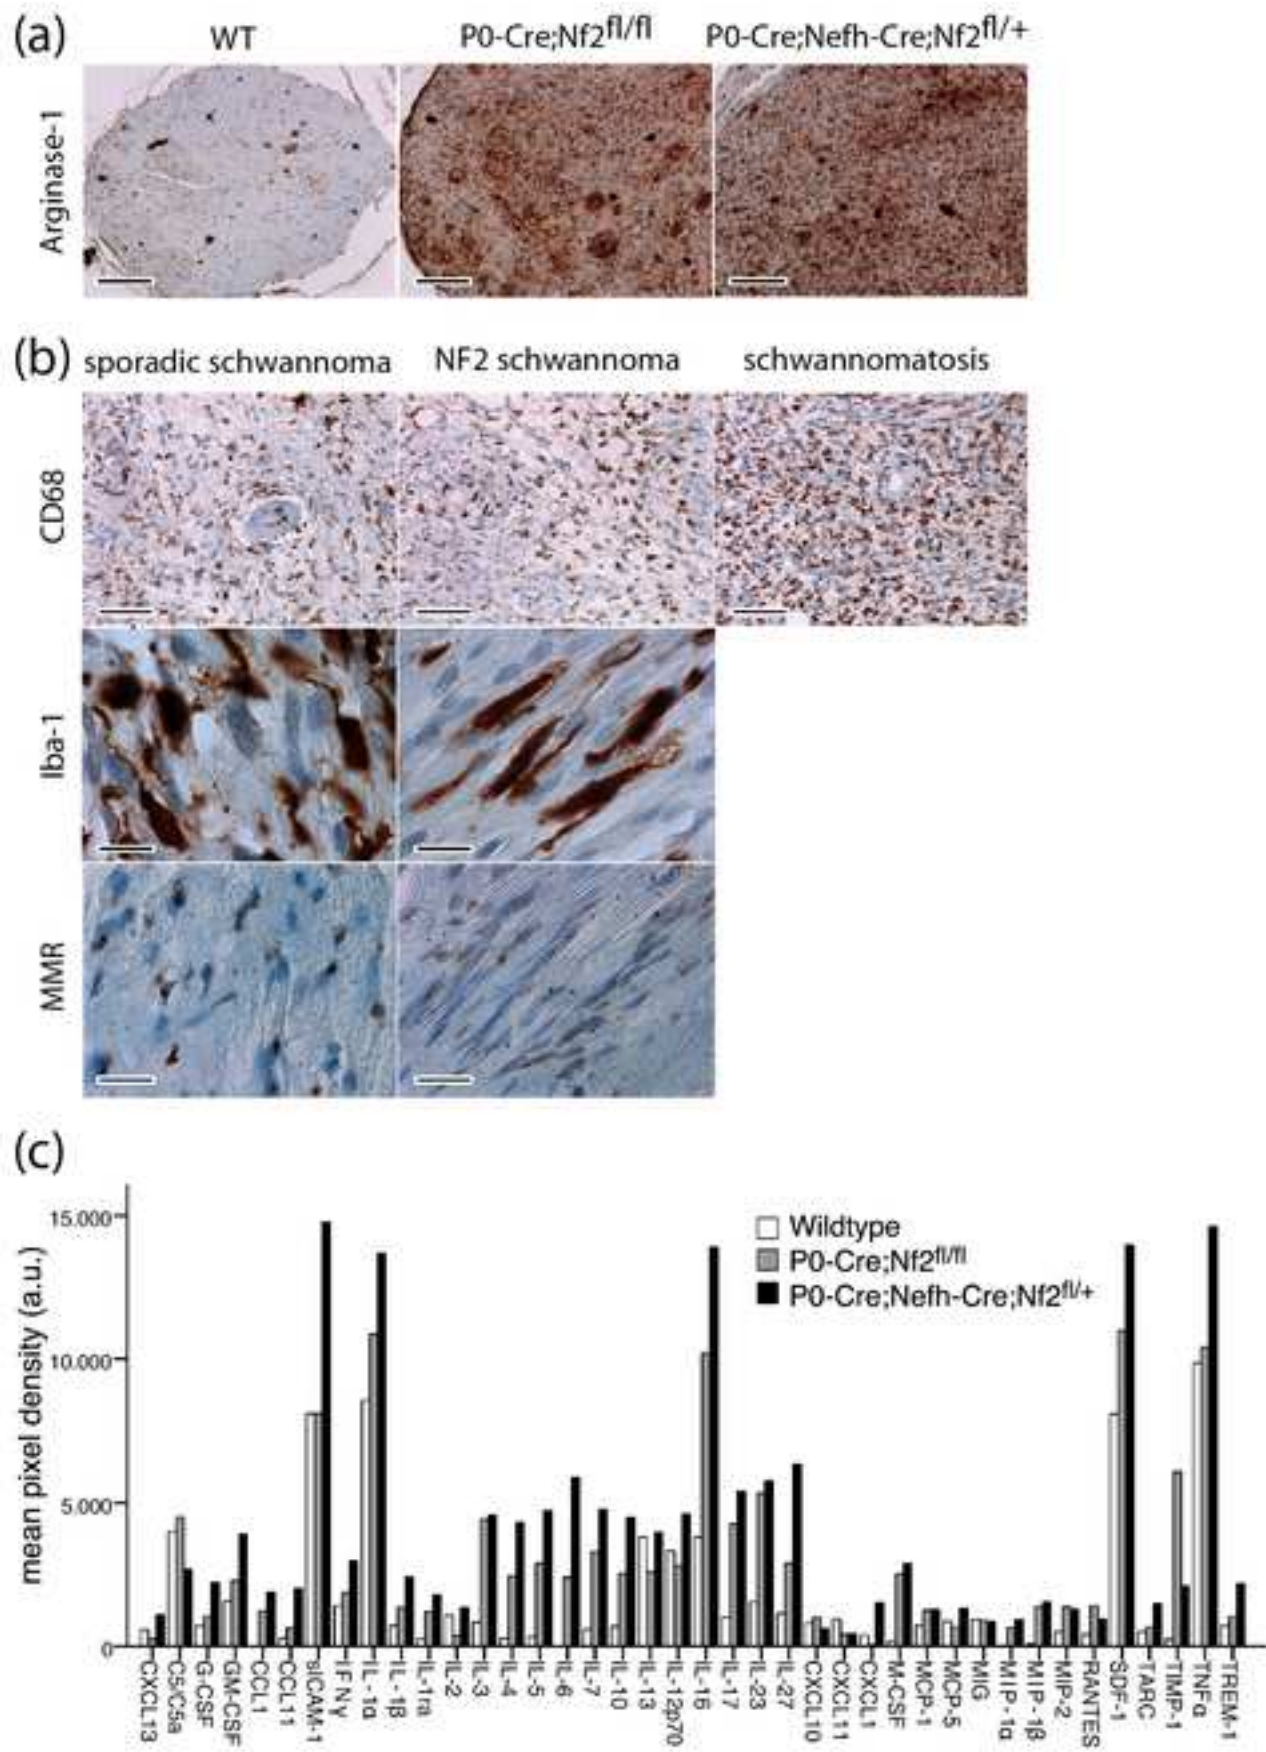 (a)
WT
P0-Cre;Nf2fl/fl
P0-Cre;Nefh-Cre;Nf2fl/+
Arginase-1
(b)
sporadic schwannoma
NF2 schwannoma
schwannomatosis
CD68
Iba-1
MMR
(c)
mean pixel density (a.u.)
15.000
10.000
5.000
0
Wildtype
P0-Cre;Nf2fl/fl
P0-Cre;Nefh-Cre;Nf2fl/+
CXCL13
C5/C5a
G-CSF
GM-CSF
CCL1
CCL11
sICAM-1
IFNγ
IL-1α
IL-1β
IL-1ra
IL-2
IL-3
IL-4
IL-5
IL-6
IL-7
IL-10
IL-13
IL-12p70
IL-16
IL-17
IL-23
IL-27
CXCL10
CXCL11
CXCL1
M-CSF
MCP-1
MCP-5
MIG
MIP-1α
MIP-1β
MIP-2
RANTES
SDF-1
TARC
TIMP-1
TNFα
TREM-1